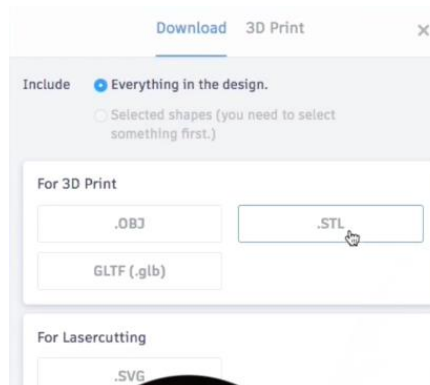 Download 3D Print ×
Include Everything in the design.
Selected shapes (you need to select
something first.)
For 3D Print
.OBJ .STL
GLTF (.glb)
For Lasercutting
.SVG